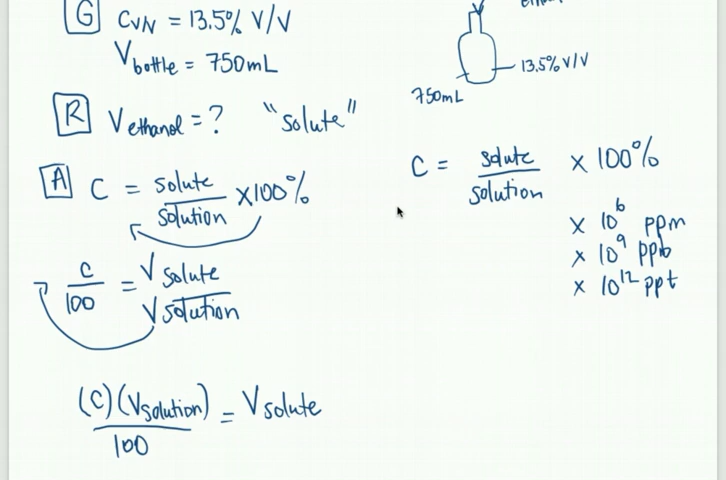 G C V/V = 13.5% V/V
V bottle = 750mL
13.5% V/V
750mL
R V ethanol = ? "solute"
A C = solute / solution × 100%
C / 100 = V solute / V solution
(C)(V solution) / 100 = V solute
C = solute / solution × 100%
× 10^6 ppm
× 10^9 ppb
× 10^12 ppt